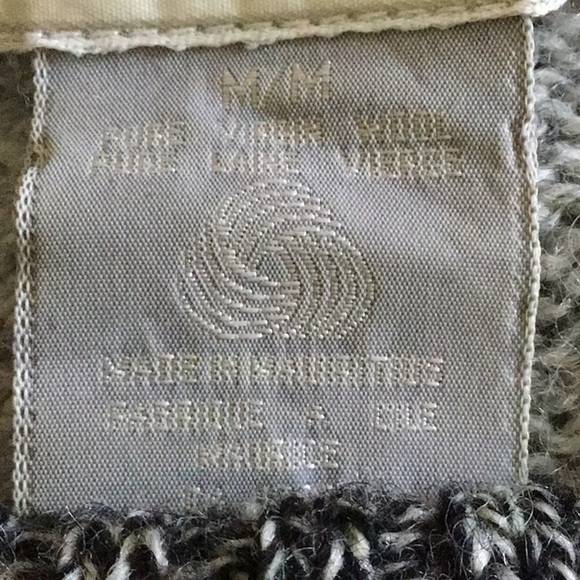 M/M
PURE VIRGIN WOOL
PURE LAINE VIERGE
MADE IN MAURITIUS
FABRIQUE A L'ILE
MAURICE